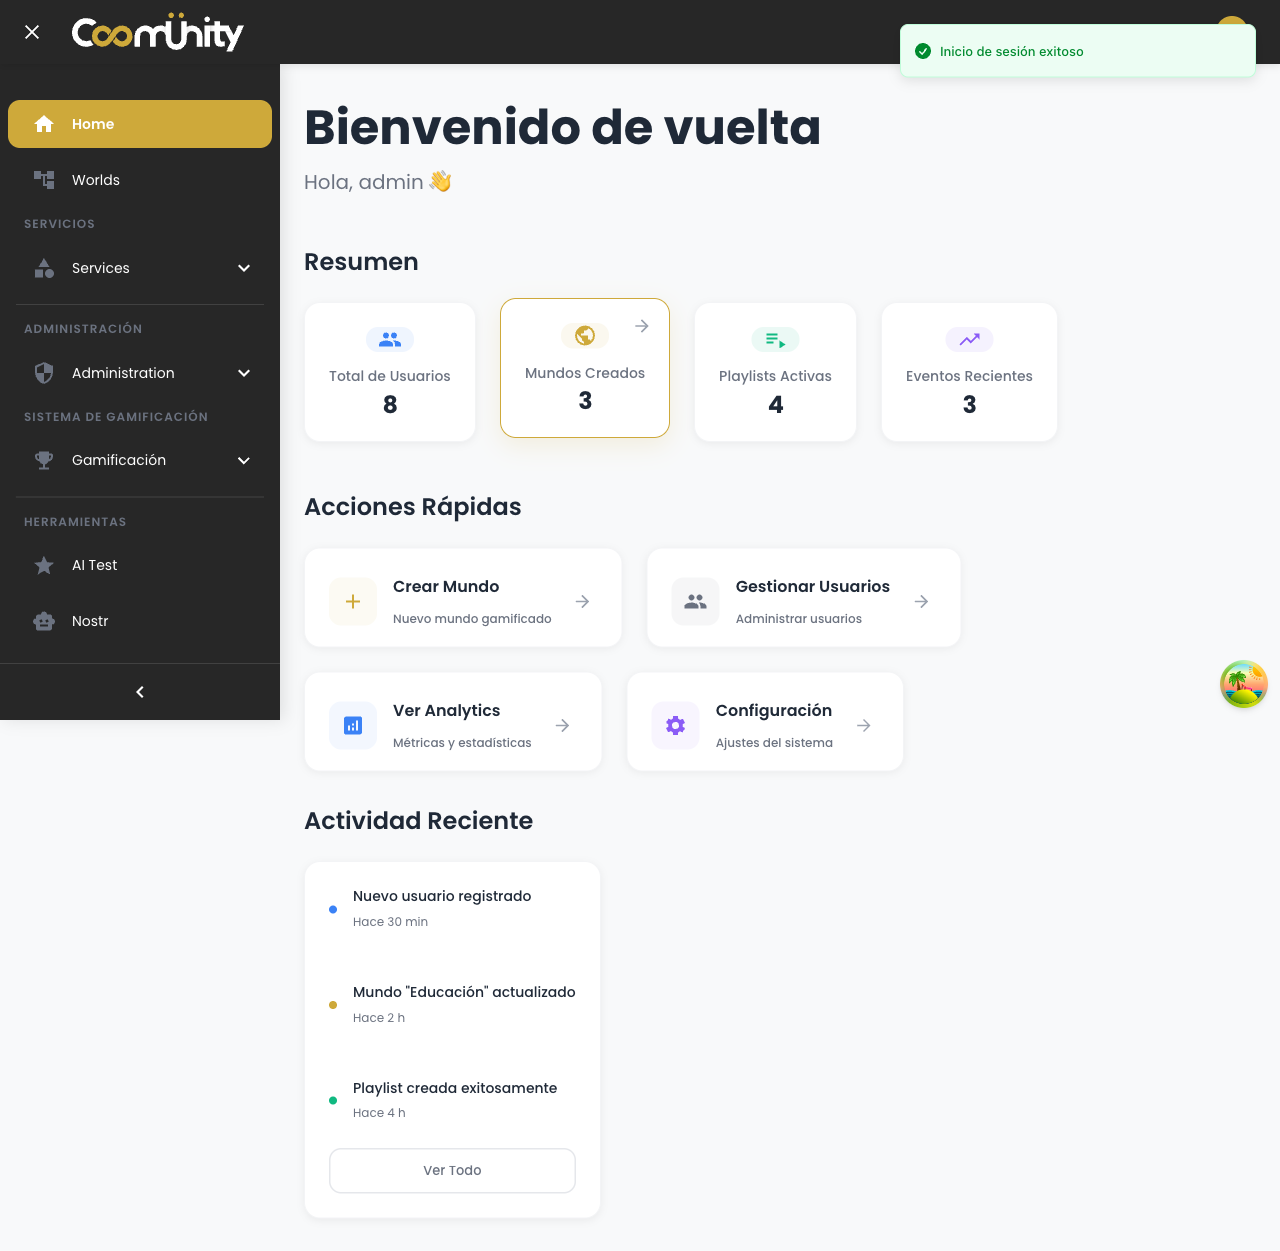 CoomÜnity
Inicio de sesión exitoso
Home
Worlds
SERVICIOS
Services
ADMINISTRACIÓN
Administration
SISTEMA DE GAMIFICACIÓN
Gamificación
HERRAMIENTAS
AI Test
Nostr
Bienvenido de vuelta
Hola, admin 👋
Resumen
Total de Usuarios
8
Mundos Creados
3
Playlists Activas
4
Eventos Recientes
3
Acciones Rápidas
Crear Mundo
Nuevo mundo gamificado
Gestionar Usuarios
Administrar usuarios
Ver Analytics
Métricas y estadísticas
Configuración
Ajustes del sistema
Actividad Reciente
Nuevo usuario registrado
Hace 30 min
Mundo "Educación" actualizado
Hace 2 h
Playlist creada exitosamente
Hace 4 h
Ver Todo